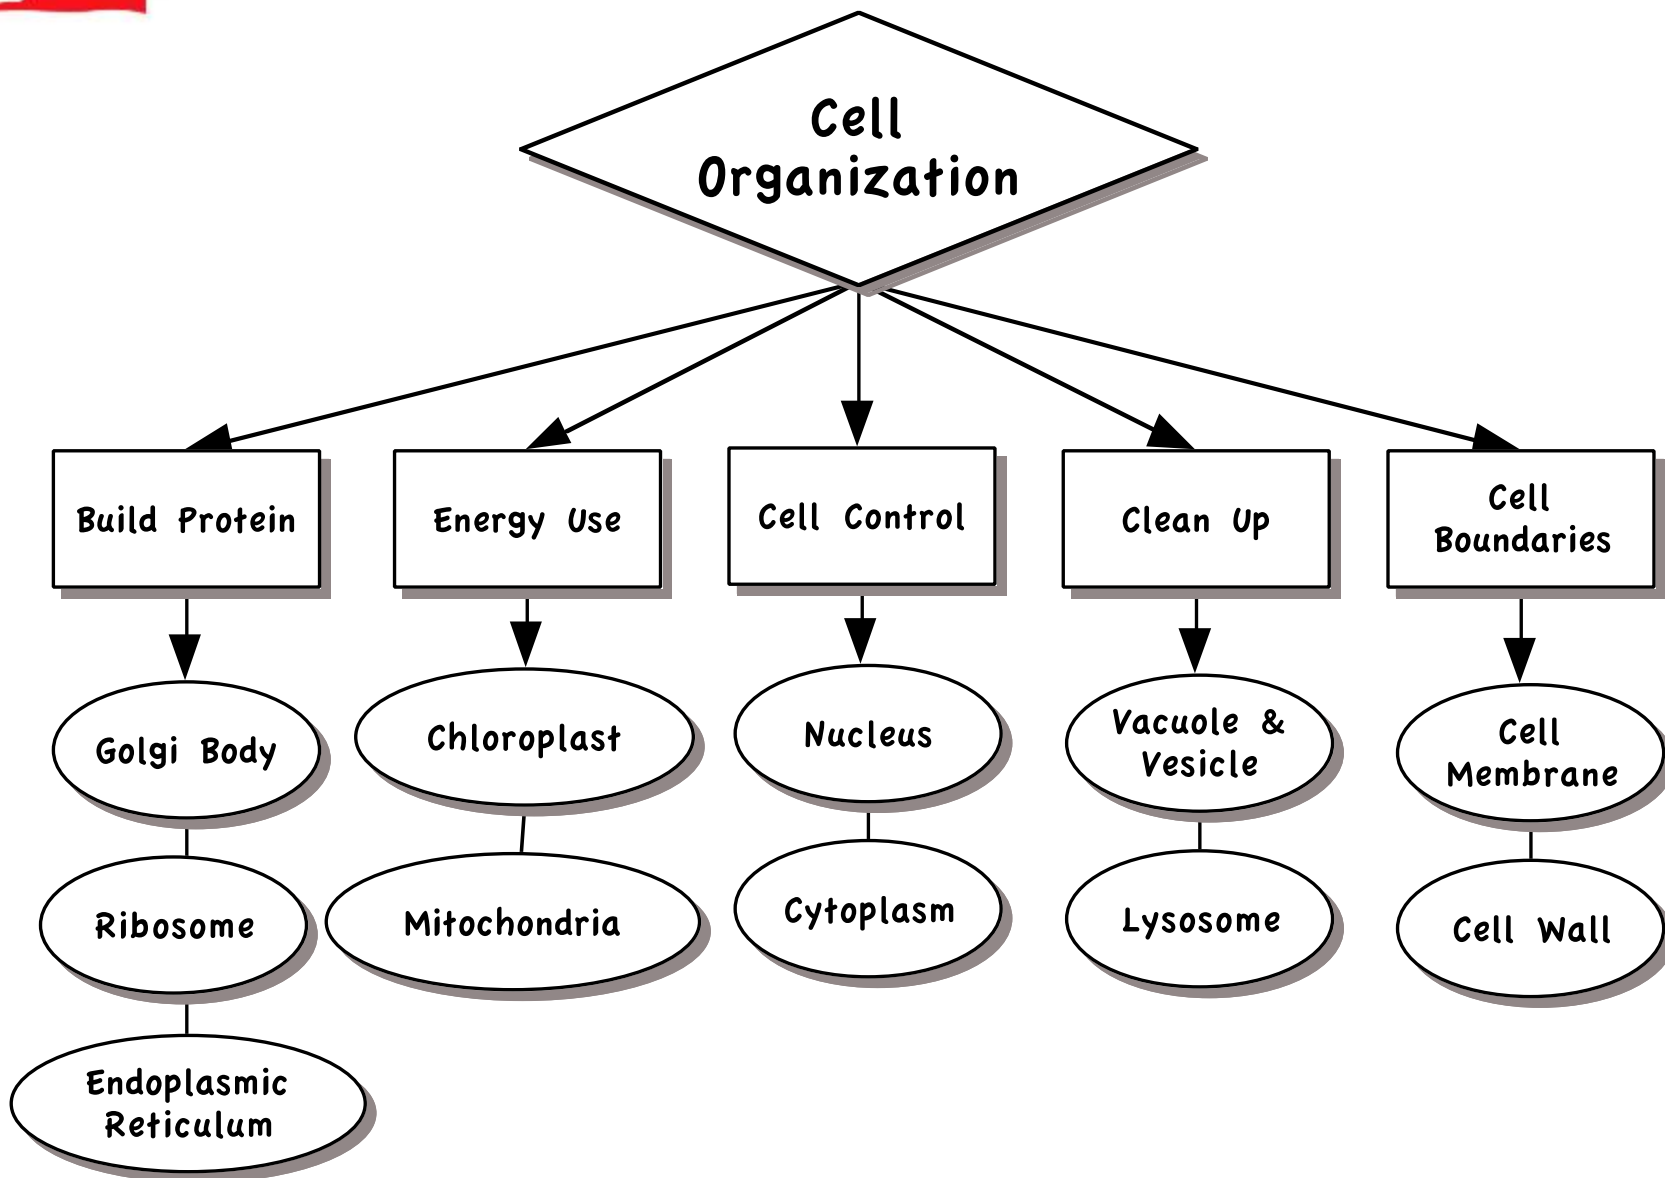 Cell
Organization
Build Protein
Energy Use
Cell Control
Clean Up
Cell
Boundaries
Golgi Body
Chloroplast
Nucleus
Vacuole &
Vesicle
Cell
Membrane
Ribosome
Mitochondria
Cytoplasm
Lysosome
Cell Wall
Endoplasmic
Reticulum